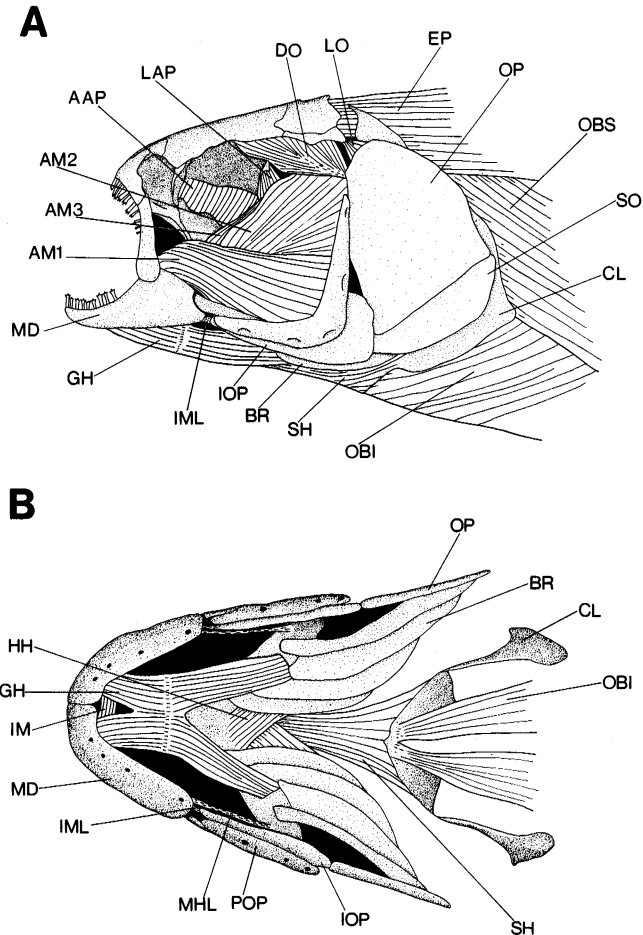 A
EP
LO
DO
OP
LAP
AAP
OBS
AM2
SO
AM3
AM1
CL
MD
GH
IOP
IML
BR
SH
OBI
B
OP
BR
CL
HH
GH
OBI
IM
MD
IML
MHL
POP
IOP
SH